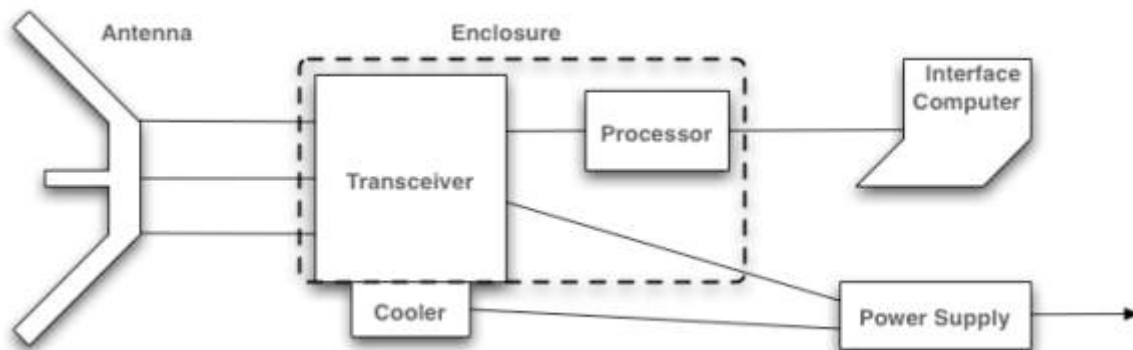 Antenna
Enclosure
Interface
Computer
Processor
Transceiver
Cooler
Power Supply